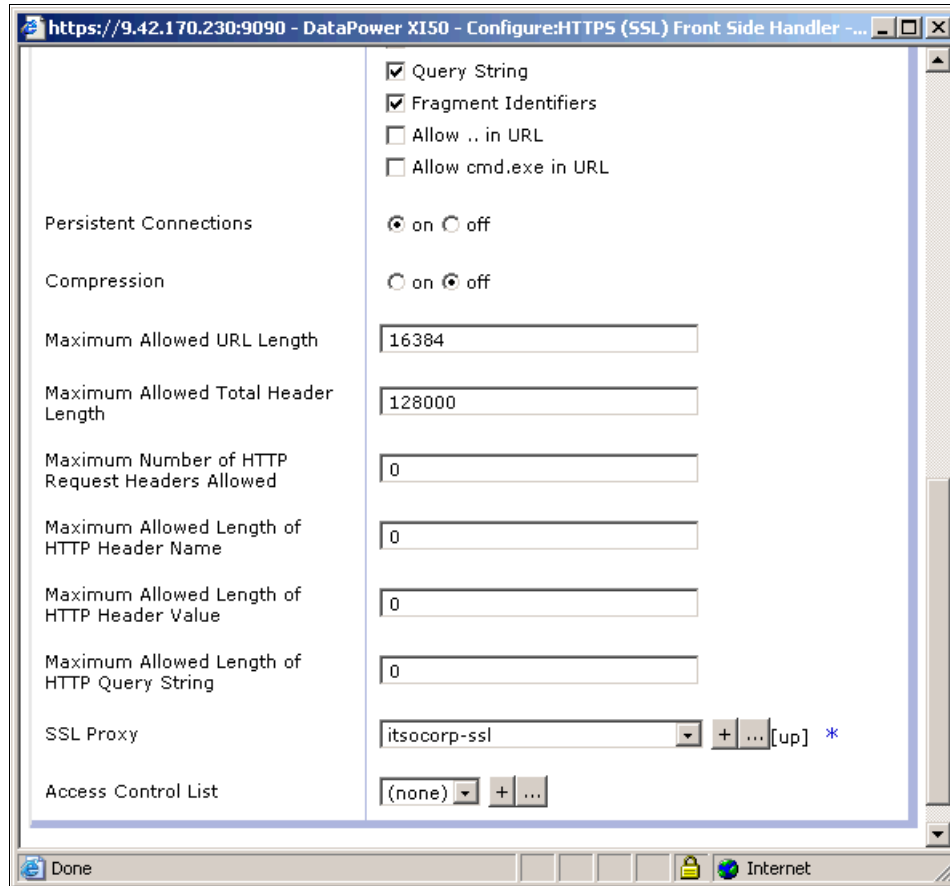 https://9.42.170.230:9090 - DataPower XI50 - Configure:HTTPS (SSL) Front Side Handler -...
Query String
Fragment Identifiers
Allow .. in URL
Allow cmd.exe in URL
Persistent Connections
on off
Compression
on off
Maximum Allowed URL Length
16384
Maximum Allowed Total Header
Length
128000
Maximum Number of HTTP
Request Headers Allowed
0
Maximum Allowed Length of
HTTP Header Name
0
Maximum Allowed Length of
HTTP Header Value
0
Maximum Allowed Length of
HTTP Query String
0
SSL Proxy
itsocorp-ssl + ... [up] *
Access Control List
(none) + ...
Done
Internet